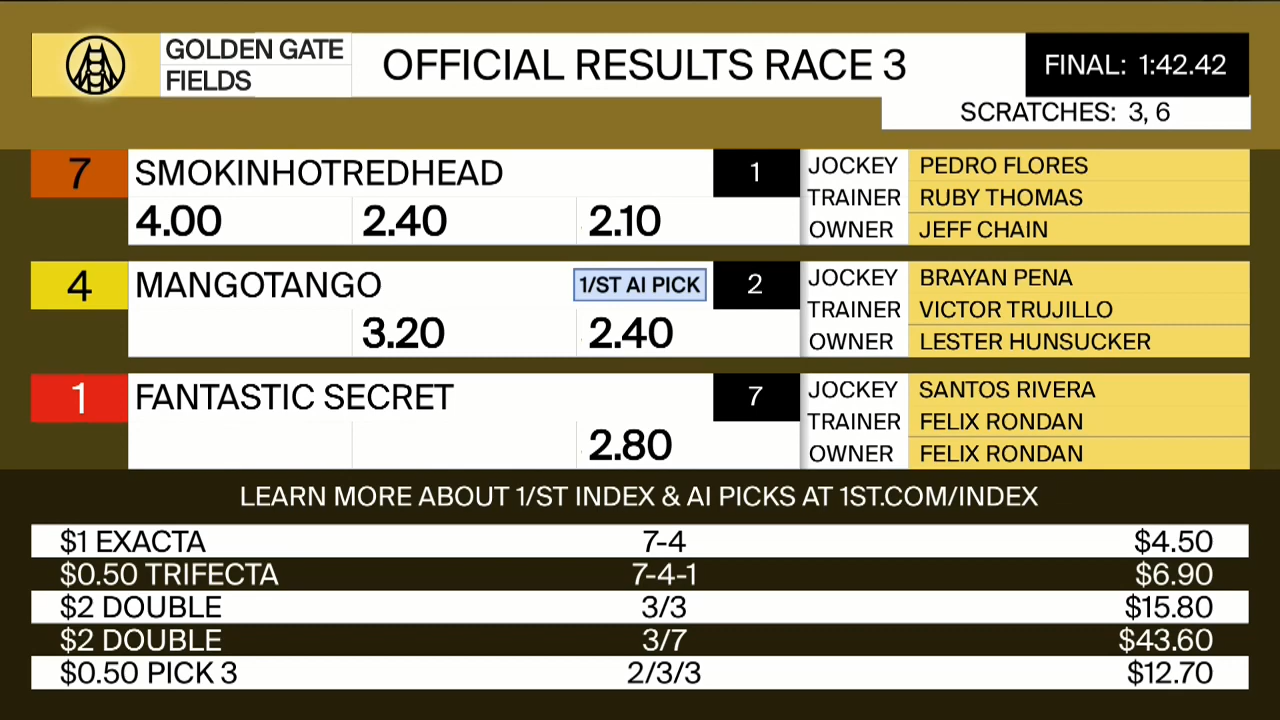 GOLDEN GATE
FIELDS
OFFICIAL RESULTS RACE 3
FINAL: 1:42.42
SCRATCHES: 3, 6
7 SMOKINHOTREDHEAD 1
4.00 2.40 2.10
JOCKEY PEDRO FLORES
TRAINER RUBY THOMAS
OWNER JEFF CHAIN
4 MANGOTANGO 1/ST AI PICK 2
3.20 2.40
JOCKEY BRAYAN PENA
TRAINER VICTOR TRUJILLO
OWNER LESTER HUNSUCKER
1 FANTASTIC SECRET 7
2.80
JOCKEY SANTOS RIVERA
TRAINER FELIX RONDAN
OWNER FELIX RONDAN
LEARN MORE ABOUT 1/ST INDEX & AI PICKS AT 1ST.COM/INDEX
$1 EXACTA 7-4 $4.50
$0.50 TRIFECTA 7-4-1 $6.90
$2 DOUBLE 3/3 $15.80
$2 DOUBLE 3/7 $43.60
$0.50 PICK 3 2/3/3 $12.70